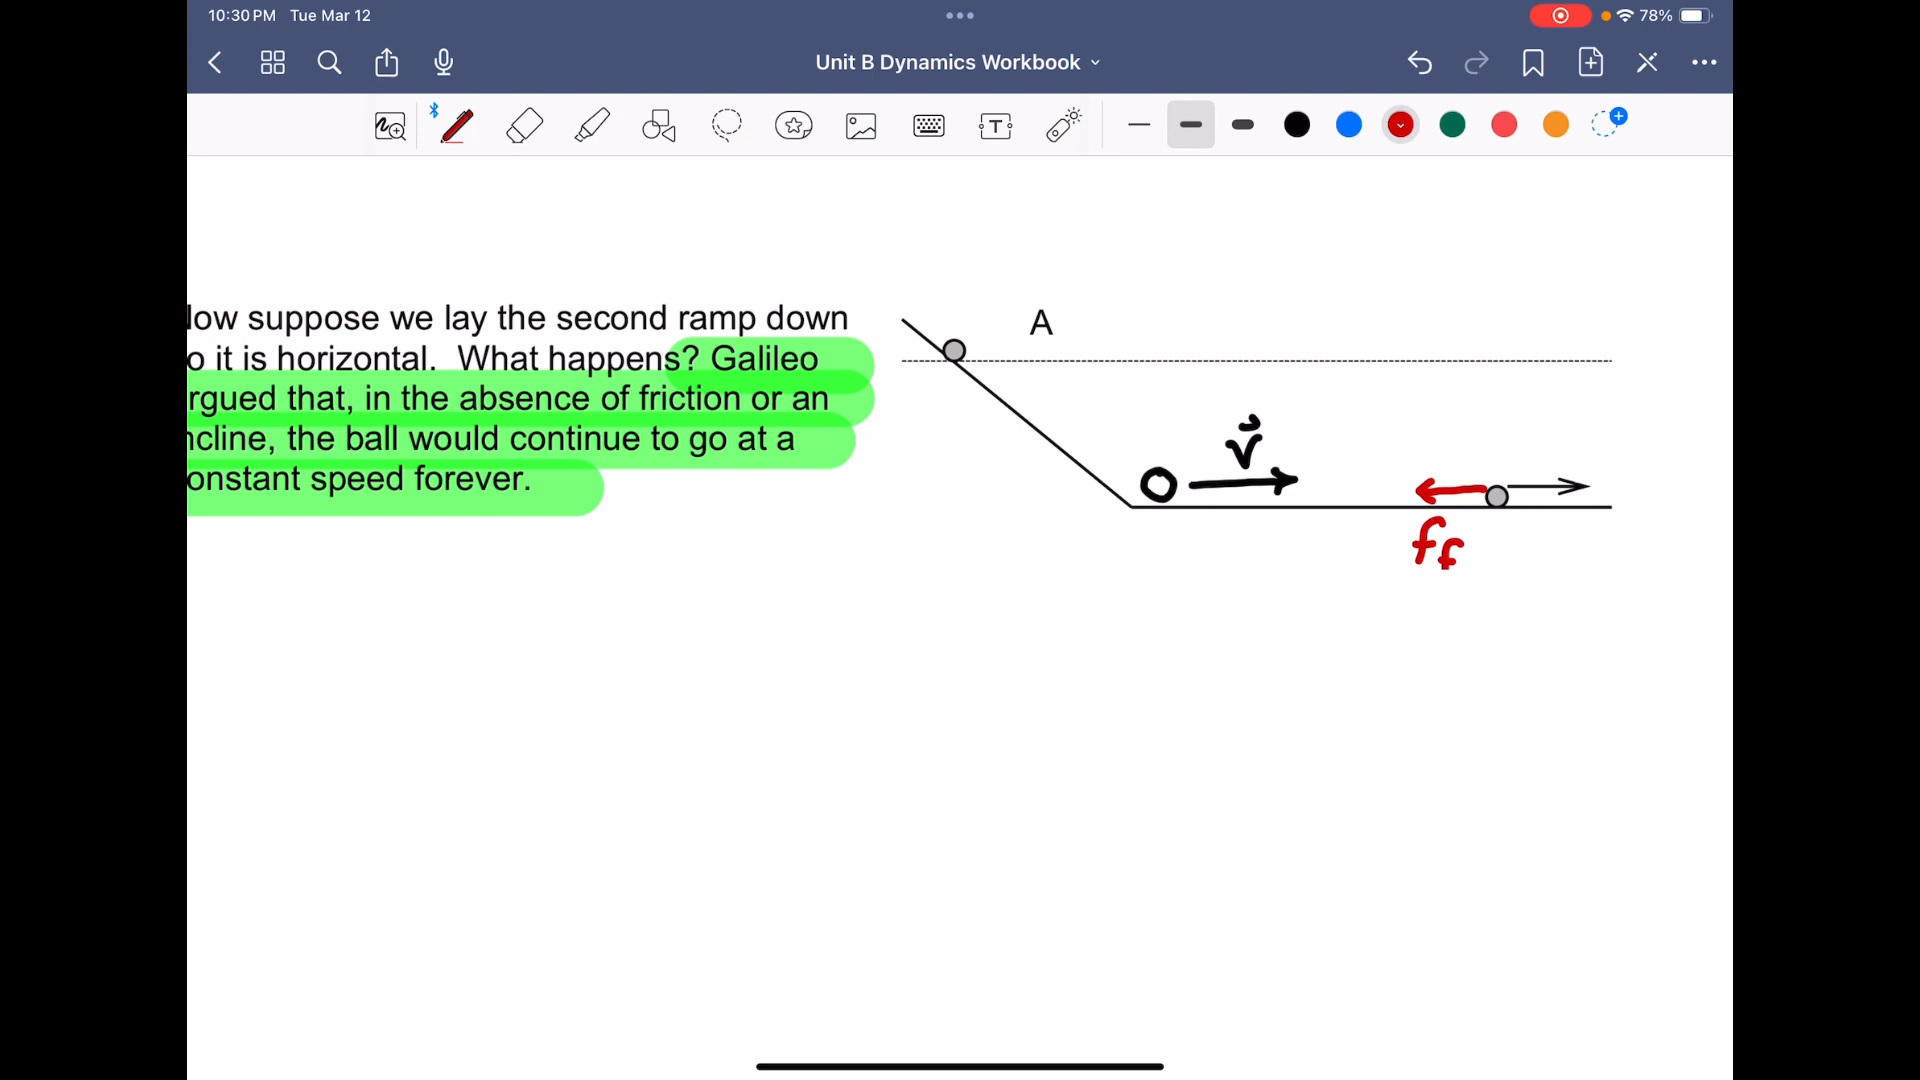 10:30 PM Tue Mar 12
78%
Unit B Dynamics Workbook
T
low suppose we lay the second ramp down
o it is horizontal. What happens? Galileo
rgued that, in the absence of friction or an
ncline, the ball would continue to go at a
onstant speed forever.
A
v⃗
ff